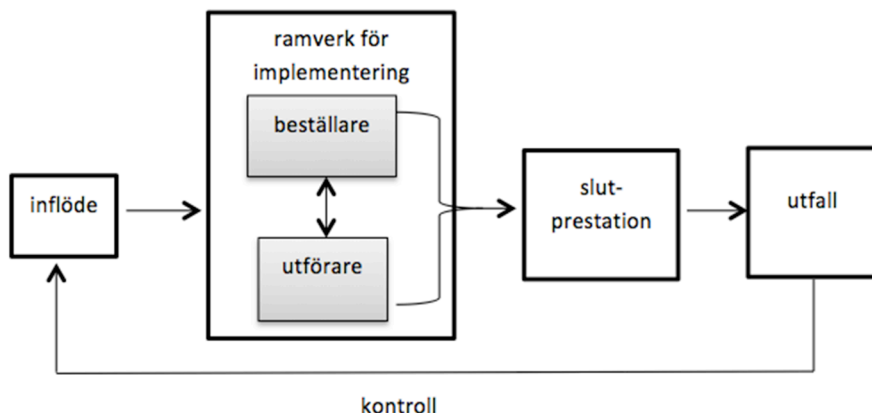 ramverk för
implementering
beställare
inflöde
utförare
slut-
prestation
utfall
kontroll